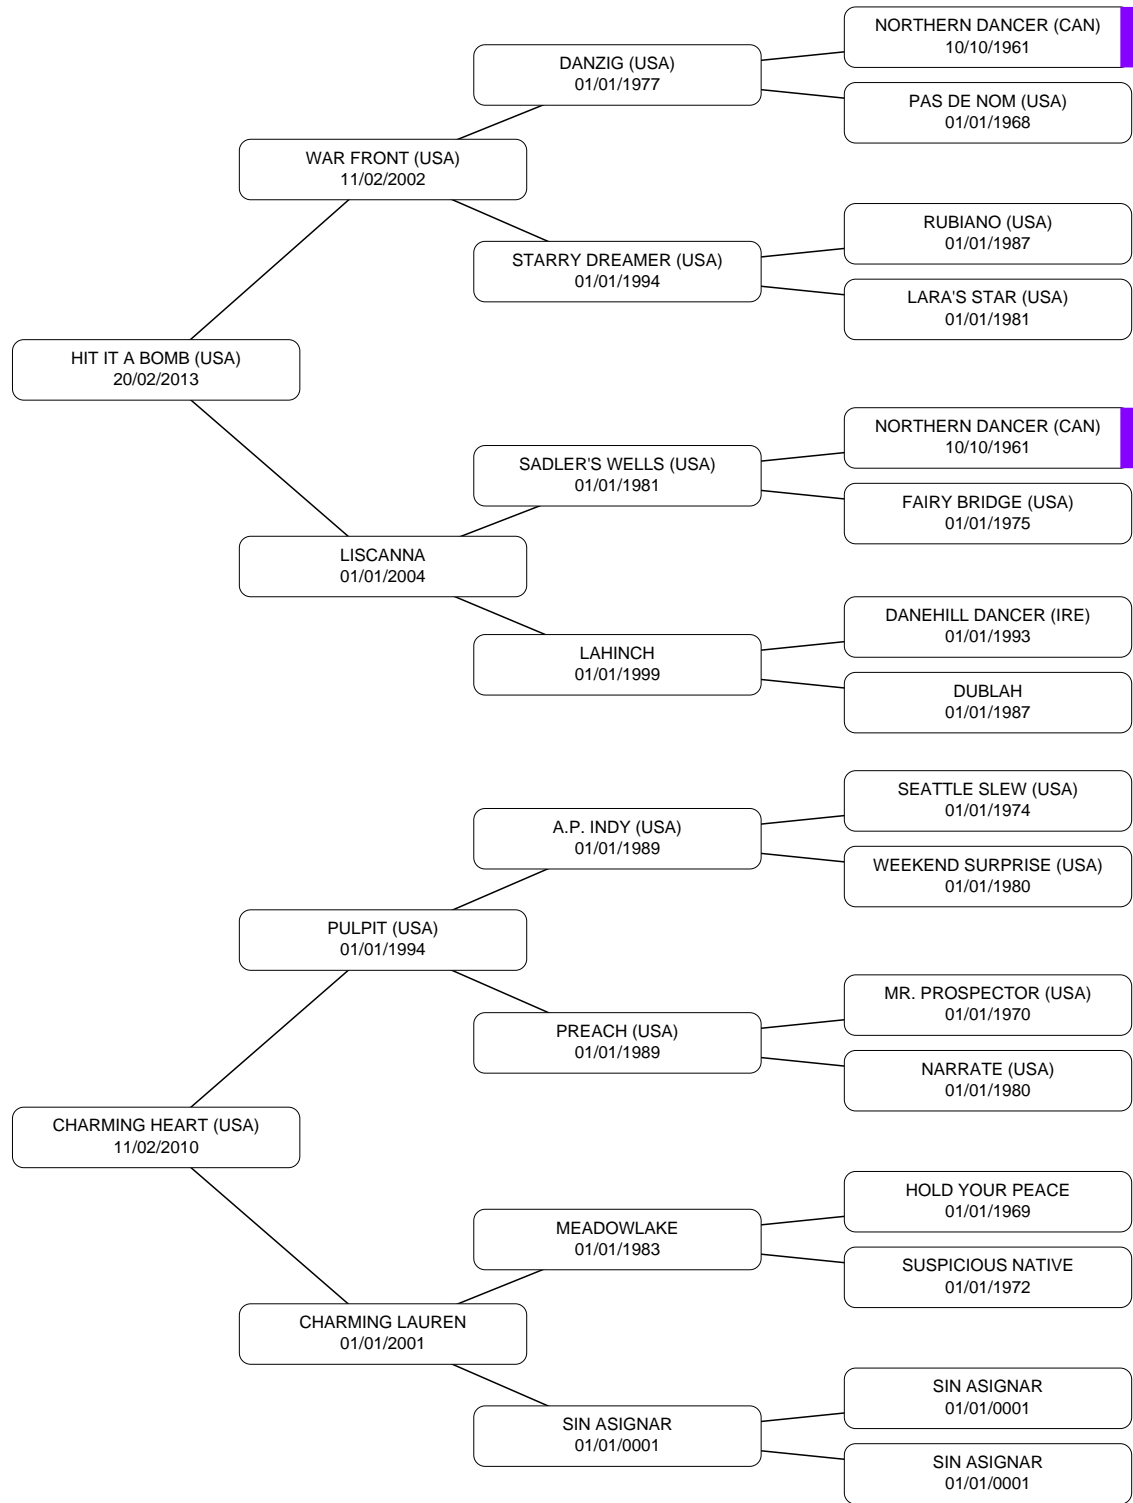 NORTHERN DANCER (CAN)
10/10/1961
DANZIG (USA)
01/01/1977
PAS DE NOM (USA)
01/01/1968
WAR FRONT (USA)
11/02/2002
RUBIANO (USA)
01/01/1987
STARRY DREAMER (USA)
01/01/1994
LARA'S STAR (USA)
01/01/1981
HIT IT A BOMB (USA)
20/02/2013
NORTHERN DANCER (CAN)
10/10/1961
SADLER'S WELLS (USA)
01/01/1981
FAIRY BRIDGE (USA)
01/01/1975
LISCANNA
01/01/2004
DANEHILL DANCER (IRE)
01/01/1993
LAHINCH
01/01/1999
DUBLAH
01/01/1987
SEATTLE SLEW (USA)
01/01/1974
A.P. INDY (USA)
01/01/1989
WEEKEND SURPRISE (USA)
01/01/1980
PULPIT (USA)
01/01/1994
MR. PROSPECTOR (USA)
01/01/1970
PREACH (USA)
01/01/1989
NARRATE (USA)
01/01/1980
CHARMING HEART (USA)
11/02/2010
HOLD YOUR PEACE
01/01/1969
MEADOWLAKE
01/01/1983
SUSPICIOUS NATIVE
01/01/1972
CHARMING LAUREN
01/01/2001
SIN ASIGNAR
01/01/0001
SIN ASIGNAR
01/01/0001
SIN ASIGNAR
01/01/0001